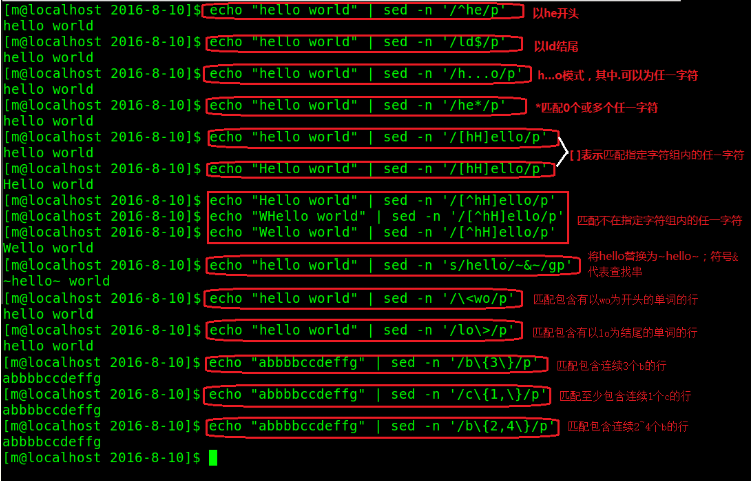 [m@localhost 2016-8-10]$ echo "hello world" | sed -n '/^he/p' 以he开头
hello world
[m@localhost 2016-8-10]$ echo "hello world" | sed -n '/ld$/p' 以ld结尾
hello world
[m@localhost 2016-8-10]$ echo "hello world" | sed -n '/h...o/p' h...o模式，其中.可以为任一字符
hello world
[m@localhost 2016-8-10]$ echo "hello world" | sed -n '/he*/p' *匹配0个或多个任一字符
hello world
[m@localhost 2016-8-10]$ echo "hello world" | sed -n '/[hH]ello/p'
hello world
[]表示匹配指定字符组内的任一字符
[m@localhost 2016-8-10]$ echo "Hello world" | sed -n '/[hH]ello/p'
Hello world
[m@localhost 2016-8-10]$ echo "Hello world" | sed -n '/[^hH]ello/p'
[m@localhost 2016-8-10]$ echo "WHello world" | sed -n '/[^hH]ello/p' 匹配不在指定字符组内的任一字符
[m@localhost 2016-8-10]$ echo "Wello world" | sed -n '/[^hH]ello/p'
Wello world
[m@localhost 2016-8-10]$ echo "hello world" | sed -n 's/hello/~&~/gp' 将hello替换为~hello~；符号&
代表查找串
~hello~ world
[m@localhost 2016-8-10]$ echo "hello world" | sed -n '/\<wo/p' 匹配包含有以wo为开头的单词的行
hello world
[m@localhost 2016-8-10]$ echo "hello world" | sed -n '/lo\>/p' 匹配包含有以lo为结尾的单词的行
hello world
[m@localhost 2016-8-10]$ echo "abbbbccdeffg" | sed -n '/b\{3\}/p' 匹配包含连续3个b的行
abbbbccdeffg
[m@localhost 2016-8-10]$ echo "abbbbccdeffg" | sed -n '/c\{1,\}/p' 匹配至少包含连续1个c的行
abbbbccdeffg
[m@localhost 2016-8-10]$ echo "abbbbccdeffg" | sed -n '/b\{2,4\}/p' 匹配包含连续2~4个b的行
abbbbccdeffg
[m@localhost 2016-8-10]$